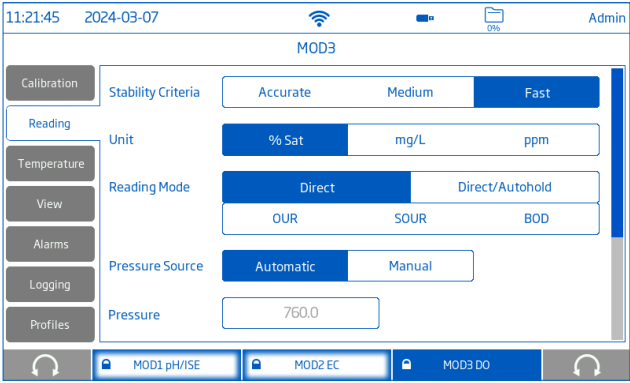 11:21:45 2024-03-07 0% Admin
MOD3
Calibration
Reading
Temperature
View
Alarms
Logging
Profiles
Stability Criteria Accurate Medium Fast
Unit % Sat mg/L ppm
Reading Mode Direct Direct/Autohold
OUR SOUR BOD
Pressure Source Automatic Manual
Pressure 760.0
MOD1 pH/ISE MOD2 EC MOD3 DO